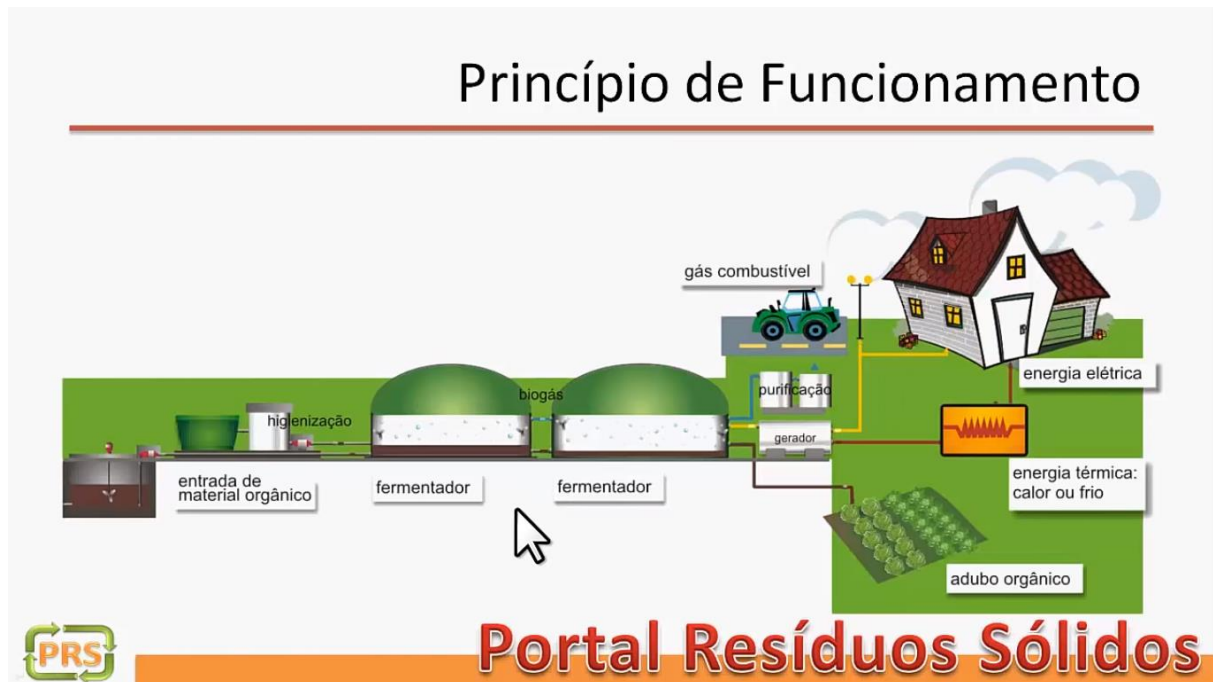 Princípio de Funcionamento
gás combustível
energia elétrica
biogás
purificação
higienização
gerador
entrada de
material orgânico
fermentador
fermentador
energia térmica:
calor ou frio
adubo orgânico
PRS
Portal Resíduos Sólidos